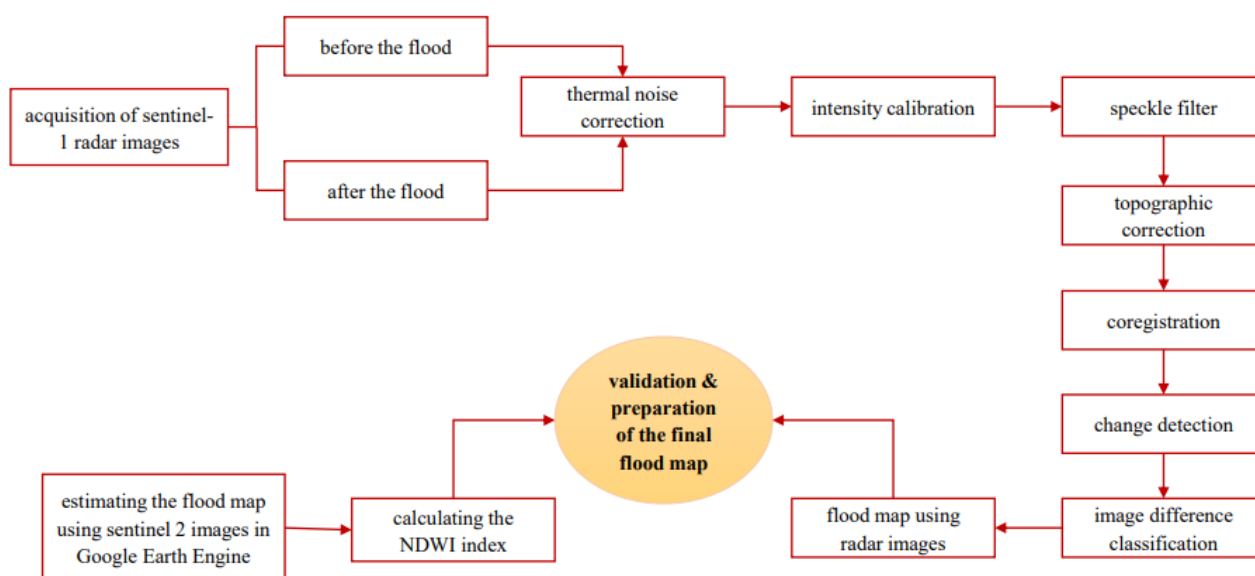 before the flood
acquisition of sentinel-
1 radar images
after the flood
thermal noise
correction
intensity calibration
speckle filter
topographic
correction
coregistration
change detection
image difference
classification
flood map using
radar images
validation &
preparation
of the final
flood map
estimating the flood map
using sentinel 2 images in
Google Earth Engine
calculating the
NDWI index